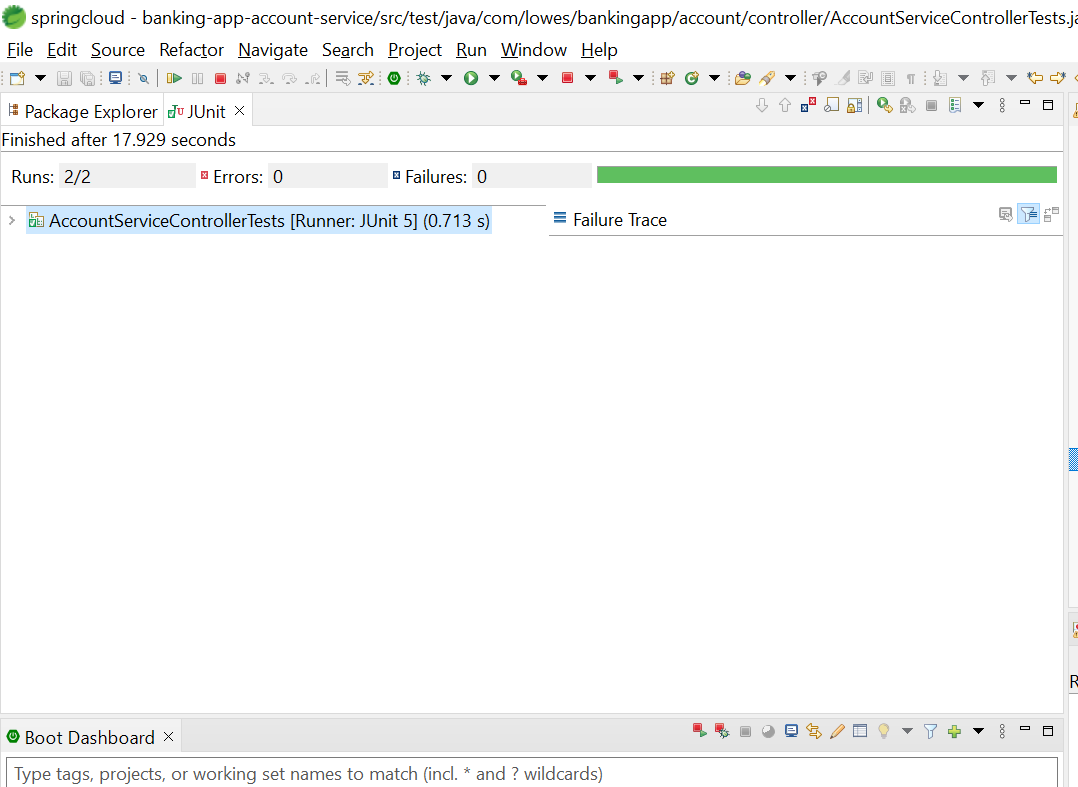 springcloud - banking-app-account-service/src/test/java/com/lowes/bankingapp/account/controller/AccountServiceControllerTests.ja
File Edit Source Refactor Navigate Search Project Run Window Help
Package Explorer JUnit
Finished after 17.929 seconds
Runs: 2/2 Errors: 0 Failures: 0
AccountServiceControllerTests [Runner: JUnit 5] (0.713 s)
Failure Trace
R
Boot Dashboard
Type tags, projects, or working set names to match (incl. * and ? wildcards)